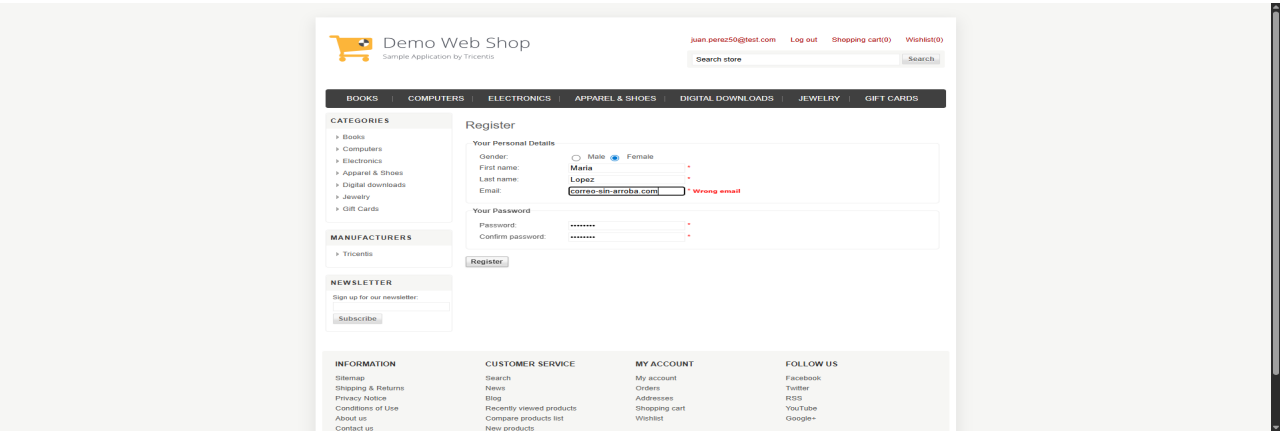 Demo Web Shop
Sample Application by Tricentis
juan.perez50@test.com Log out Shopping cart(0) Wishlist(0)
Search store Search
BOOKS COMPUTERS ELECTRONICS APPAREL & SHOES DIGITAL DOWNLOADS JEWELRY GIFT CARDS
CATEGORIES
Books
Computers
Electronics
Apparel & Shoes
Digital downloads
Jewelry
Gift Cards
MANUFACTURERS
Tricentis
NEWSLETTER
Sign up for our newsletter:
Subscribe
Register
Your Personal Details
Gender: Male Female
First name: Maria *
Last name: Lopez *
Email: correo-sin-arroba.com * Wrong email
Your Password
Password: •••••••• *
Confirm password: •••••••• *
Register
INFORMATION
Sitemap
Shipping & Returns
Privacy Notice
Conditions of Use
About us
Contact us
CUSTOMER SERVICE
Search
News
Blog
Recently viewed products
Compare products list
New products
MY ACCOUNT
My account
Orders
Addresses
Shopping cart
Wishlist
FOLLOW US
Facebook
Twitter
RSS
YouTube
Google+